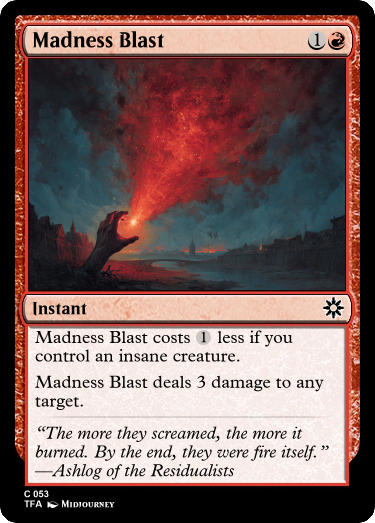 Madness Blast 1
Instant
Madness Blast costs 1 less if you
control an insane creature.
Madness Blast deals 3 damage to any
target.
“The more they screamed, the more it
burned. By the end, they were fire itself.”
—Ashlog of the Residualists
C 053
TFA Midjourney